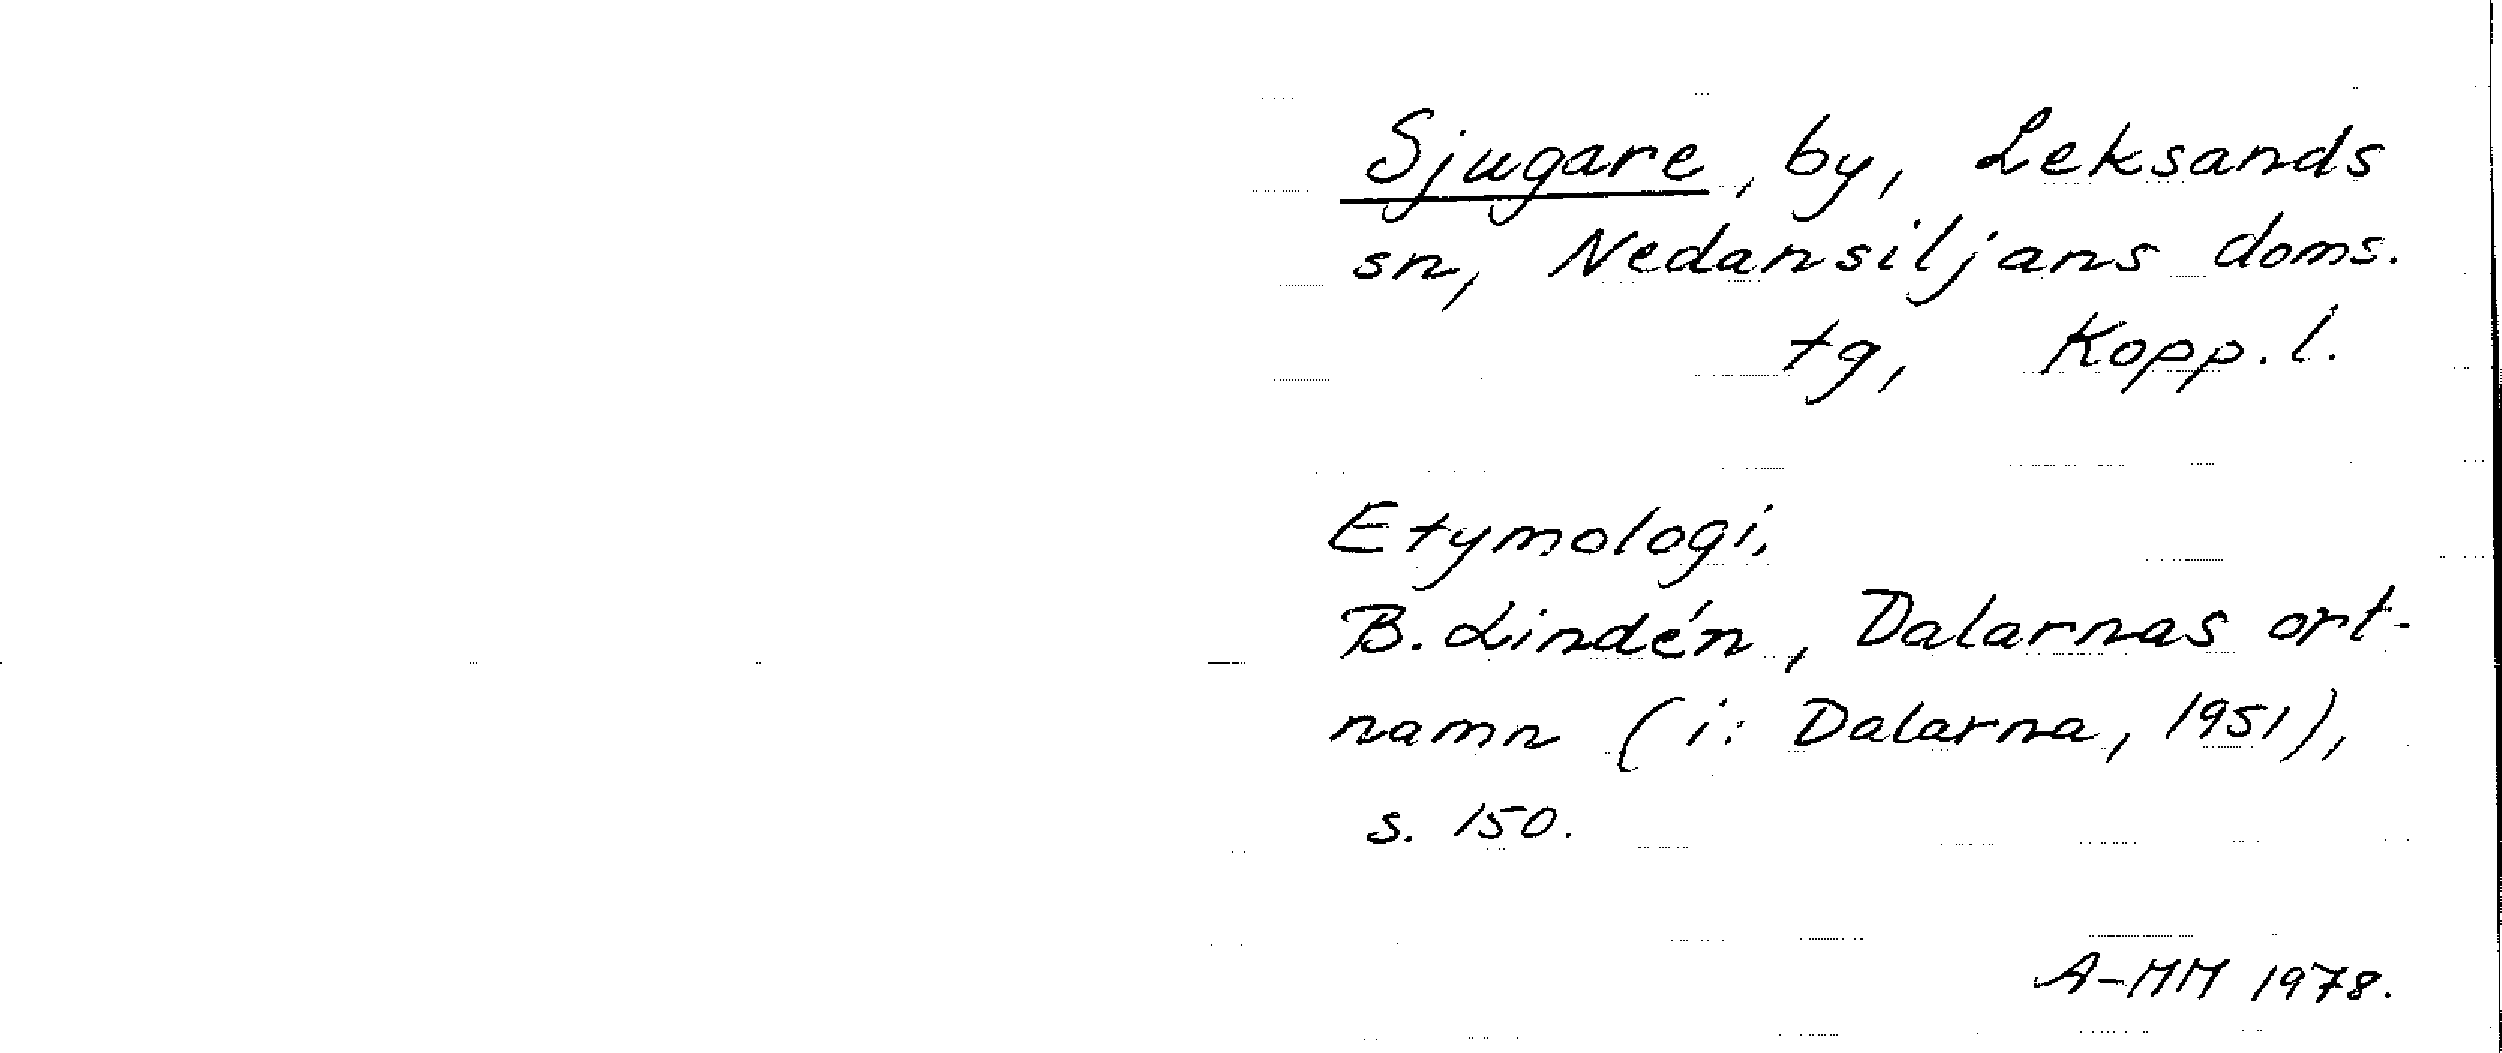 Sjugare, by, Leksands
sn, Nedansiljans doms.
tg, Kopp. l.
Etymologi.
B. Lindén, Dalarnas ort-
namn (i: Dalarna, 1951),
s. 150.
A-MM 1978.